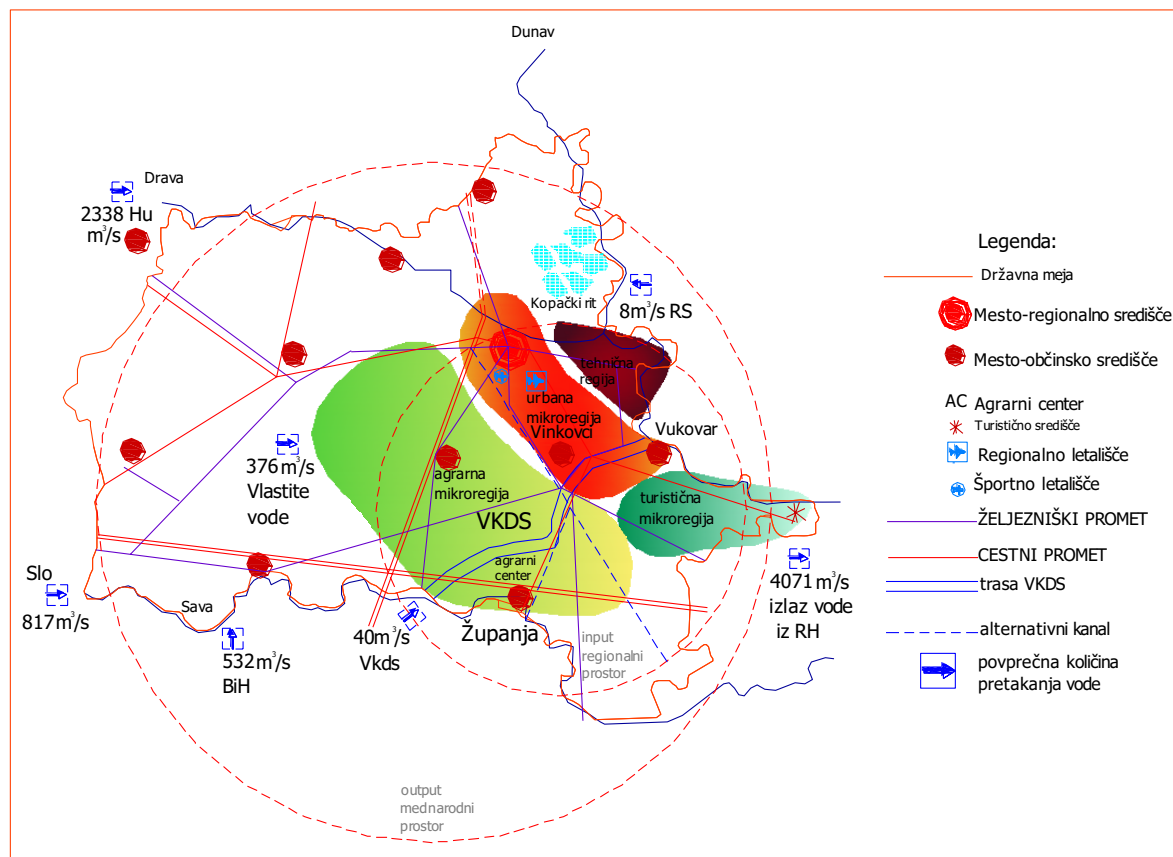 Dunav
Drava
2338 Hu
m³/s
Kopački rit
8m³/s RS
tehnična
regija
urbana
mikroregija
Vinkovci
Vukovar
376 m³/s
Vlastite
vode
agrarna
mikroregija
VKDS
turistična
mikroregija
agrarni
center
Slo
817m³/s
Sava
532m³/s
BiH
40m³/s
Vkds
Županja
input
regionalni
prostor
4071m³/s
izlaz vode
iz RH
output
mednarodni
prostor
Legenda:
Državna meja
Mesto-regionalno središče
Mesto-občinsko središče
AC Agrarni center
Turistično središče
Regionalno letališče
Športno letališče
ŽELJEZNIŠKI PROMET
CESTNI PROMET
trasa VKDS
alternativni kanal
povprečna količina
pretakanja vode